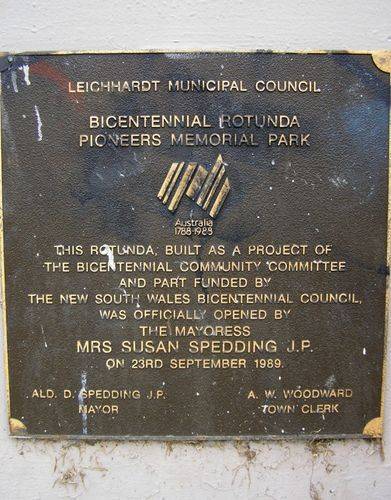 LEICHHARDT MUNICIPAL COUNCIL
BICENTENNIAL ROTUNDA
PIONEERS MEMORIAL PARK
Australia
1788-1988
THIS ROTUNDA, BUILT AS A PROJECT OF
THE BICENTENNIAL COMMUNITY COMMITTEE
AND PART FUNDED BY
THE NEW SOUTH WALES BICENTENNIAL COUNCIL,
WAS OFFICIALLY OPENED BY
THE MAYORESS
MRS SUSAN SPEDDING J.P.
ON 23RD SEPTEMBER 1989.
ALD. D. SPEDDING J.P. A. W. WOODWARD
MAYOR TOWN CLERK